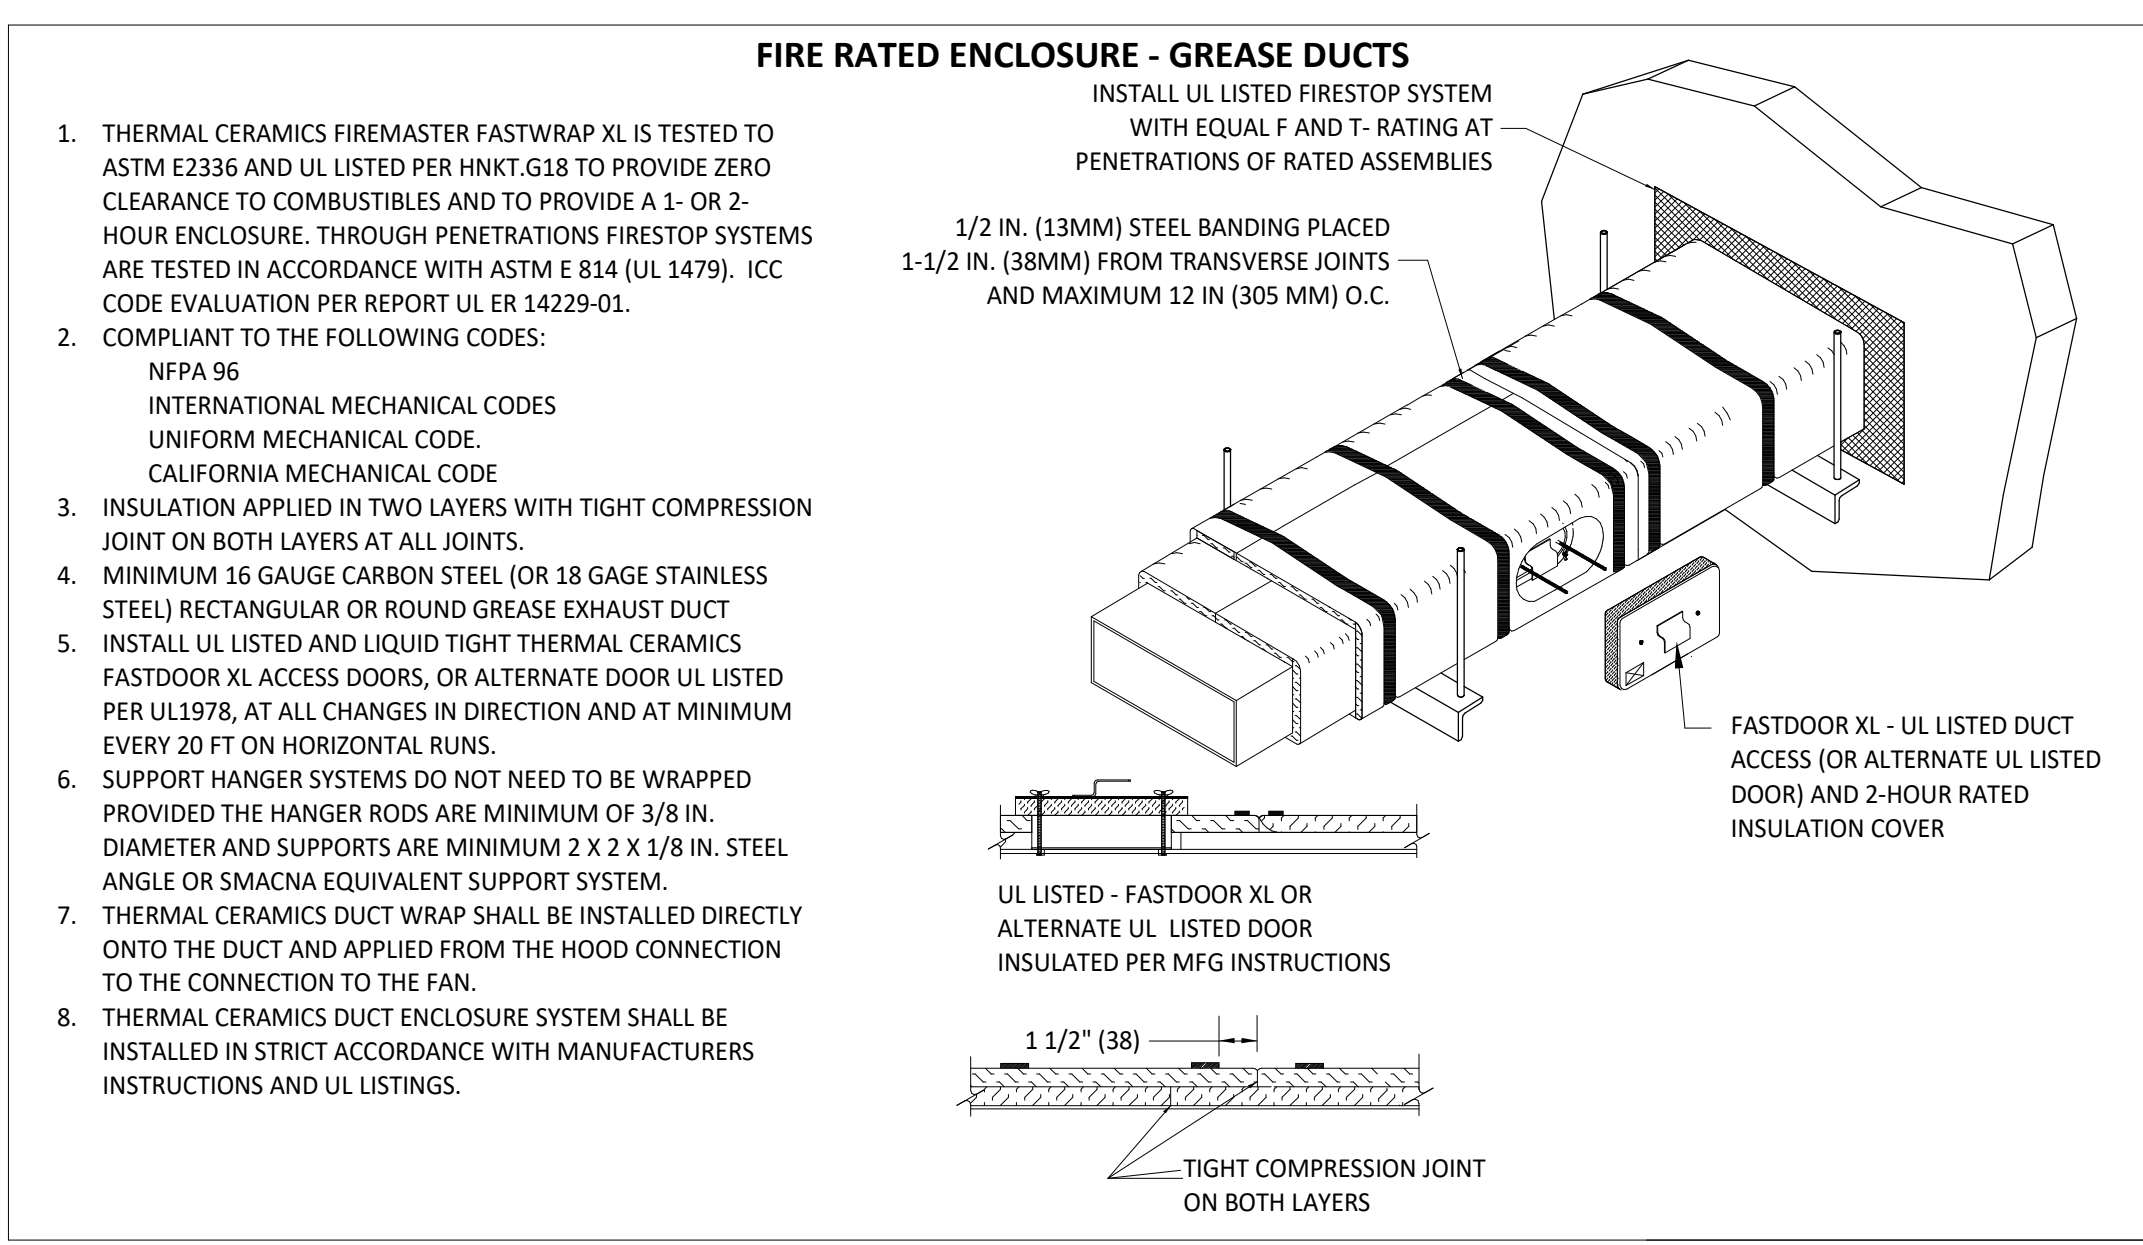 FIRE RATED ENCLOSURE - GREASE DUCTS
1. THERMAL CERAMICS FIREMASTER FASTWRAP XL IS TESTED TO
ASTM E2336 AND UL LISTED PER HNKT.G18 TO PROVIDE ZERO
CLEARANCE TO COMBUSTIBLES AND TO PROVIDE A 1- OR 2-
HOUR ENCLOSURE. THROUGH PENETRATIONS FIRESTOP SYSTEMS
ARE TESTED IN ACCORDANCE WITH ASTM E 814 (UL 1479).  ICC
CODE EVALUATION PER REPORT UL ER 14229-01.
2. COMPLIANT TO THE FOLLOWING CODES:
NFPA 96
INTERNATIONAL MECHANICAL CODES
UNIFORM MECHANICAL CODE.
CALIFORNIA MECHANICAL CODE
3. INSULATION APPLIED IN TWO LAYERS WITH TIGHT COMPRESSION
JOINT ON BOTH LAYERS AT ALL JOINTS.
4. MINIMUM 16 GAUGE CARBON STEEL (OR 18 GAGE STAINLESS
STEEL) RECTANGULAR OR ROUND GREASE EXHAUST DUCT
5. INSTALL UL LISTED AND LIQUID TIGHT THERMAL CERAMICS
FASTDOOR XL ACCESS DOORS, OR ALTERNATE DOOR UL LISTED
PER UL1978, AT ALL CHANGES IN DIRECTION AND AT MINIMUM
EVERY 20 FT ON HORIZONTAL RUNS.
6. SUPPORT HANGER SYSTEMS DO NOT NEED TO BE WRAPPED
PROVIDED THE HANGER RODS ARE MINIMUM OF 3/8 IN.
DIAMETER AND SUPPORTS ARE MINIMUM 2 X 2 X 1/8 IN. STEEL
ANGLE OR SMACNA EQUIVALENT SUPPORT SYSTEM.
7. THERMAL CERAMICS DUCT WRAP SHALL BE INSTALLED DIRECTLY
ONTO THE DUCT AND APPLIED FROM THE HOOD CONNECTION
TO THE CONNECTION TO THE FAN.
8. THERMAL CERAMICS DUCT ENCLOSURE SYSTEM SHALL BE
INSTALLED IN STRICT ACCORDANCE WITH MANUFACTURERS
INSTRUCTIONS AND UL LISTINGS.
INSTALL UL LISTED FIRESTOP SYSTEM
WITH EQUAL F AND T- RATING AT
PENETRATIONS OF RATED ASSEMBLIES
1/2 IN. (13MM) STEEL BANDING PLACED
1-1/2 IN. (38MM) FROM TRANSVERSE JOINTS
AND MAXIMUM 12 IN (305 MM) O.C.
FASTDOOR XL - UL LISTED DUCT
ACCESS (OR ALTERNATE UL LISTED
DOOR) AND 2-HOUR RATED
INSULATION COVER
UL LISTED - FASTDOOR XL OR
ALTERNATE UL  LISTED DOOR
INSULATED PER MFG INSTRUCTIONS
1 1/2" (38)
TIGHT COMPRESSION JOINT
ON BOTH LAYERS